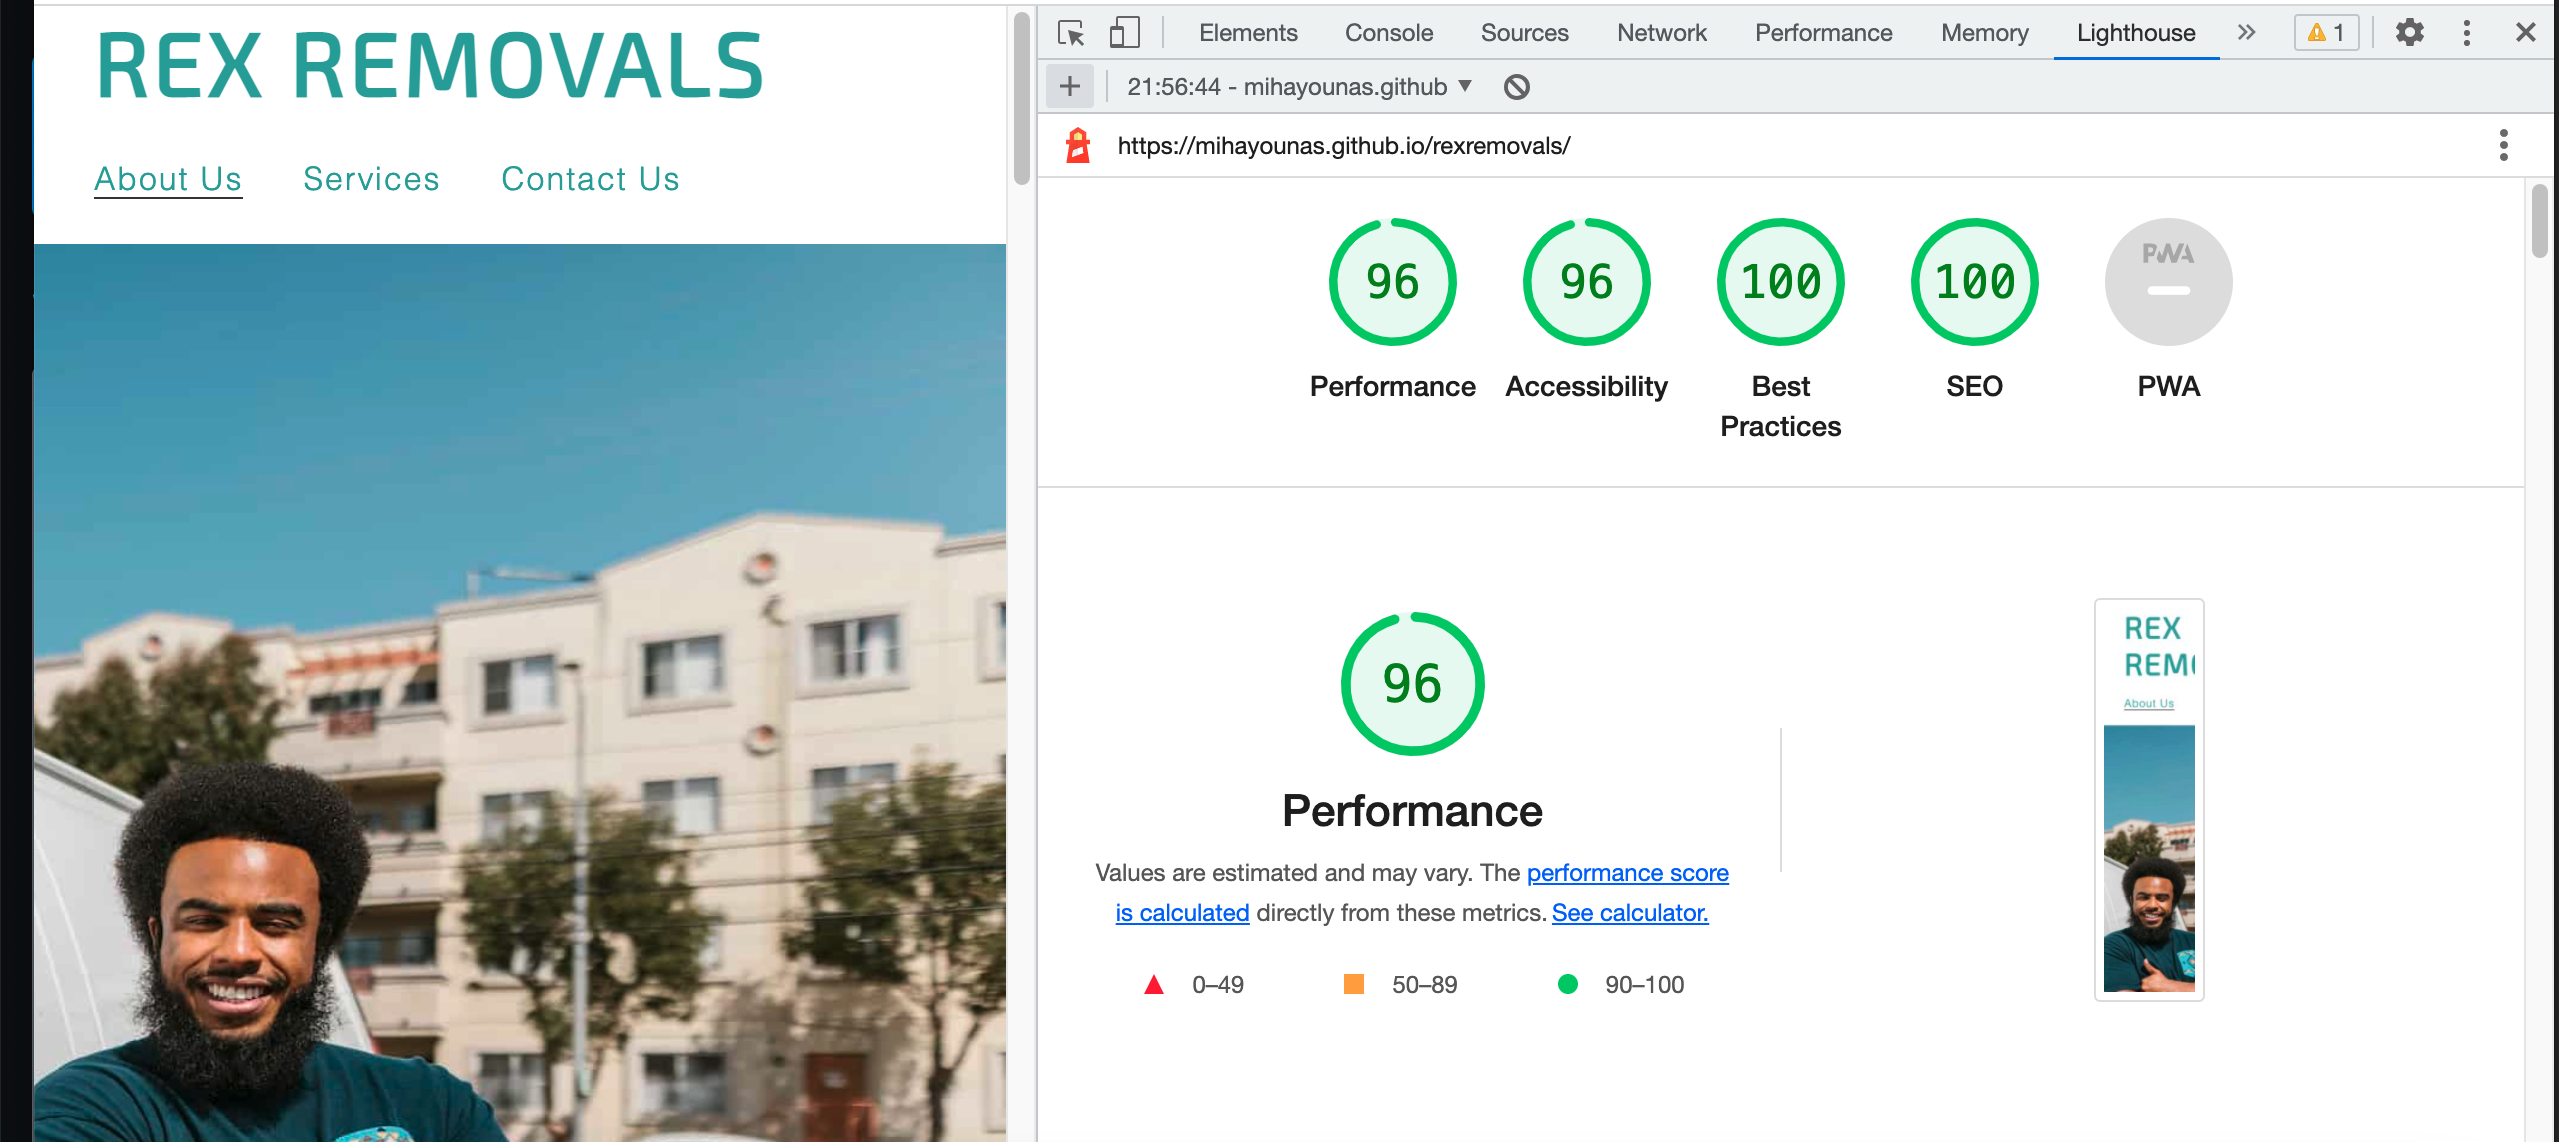 REX REMOVALS
About Us Services Contact Us
Elements Console Sources Network Performance Memory Lighthouse 1
21:56:44 - mihayounas.github
https://mihayounas.github.io/rexremovals/
96 96 100 100 PWA
Performance Accessibility Best Practices SEO PWA
96
Performance
Values are estimated and may vary. The performance score
is calculated directly from these metrics. See calculator.
0–49 50–89 90–100
REX
REM
About Us